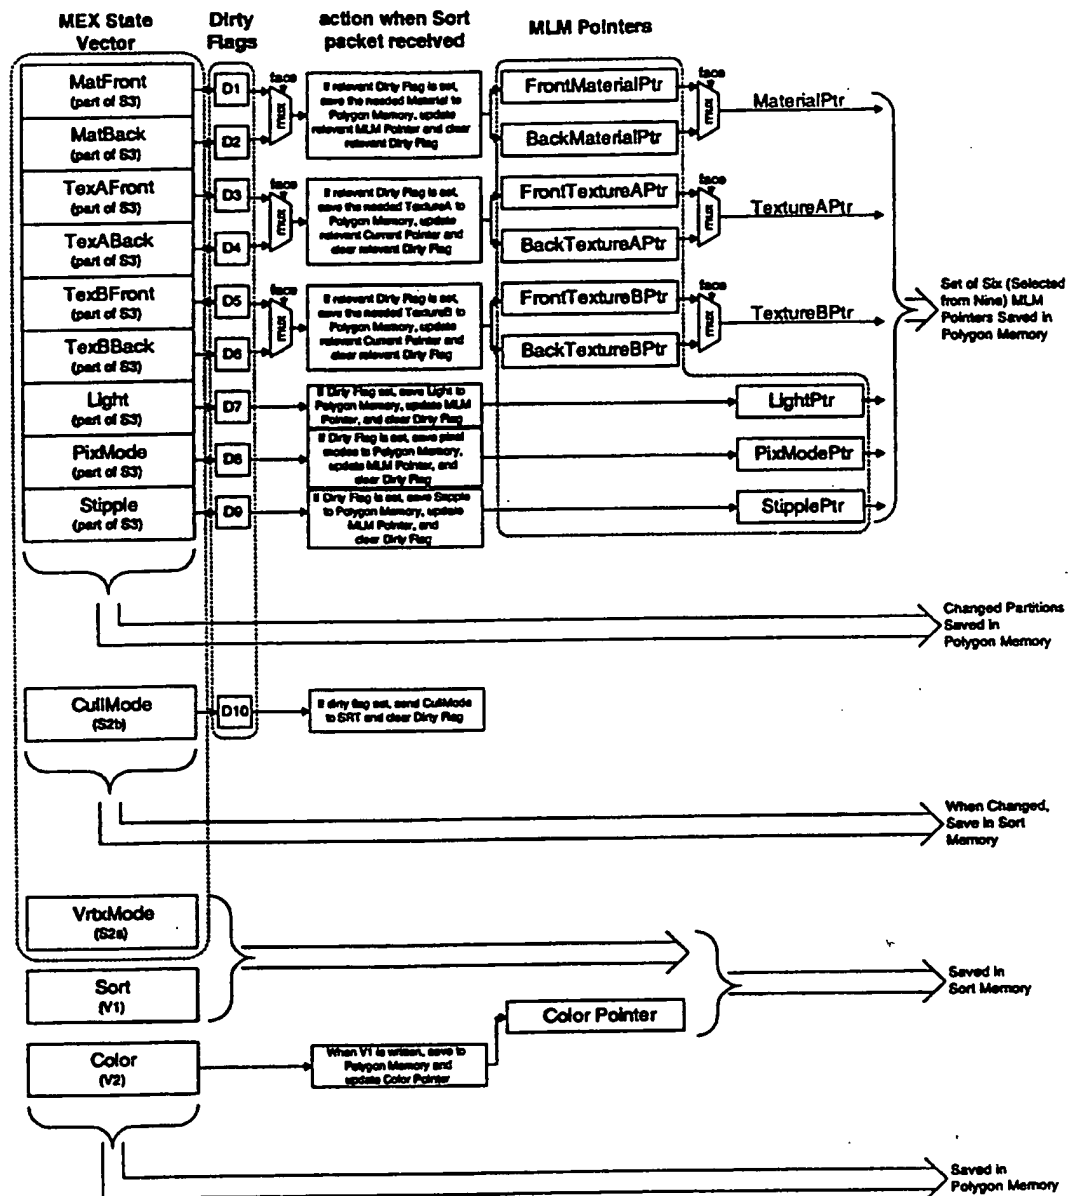 MEX State
Vector
Dirty
Flags
action when Sort
packet received
MLM Pointers
MatFront
(part of S3)
D1
face
mux
If relevent Dirty Flag is set,
save the needed Material to
Polygon Memory, update
relevant MLM Pointer and clear
relevant Dirty Flag
FrontMaterialPtr
face
mux
MaterialPtr
MatBack
(part of S3)
D2
BackMaterialPtr
TexAFront
(part of S3)
D3
face
mux
If relevent Dirty Flag is set,
save the needed TextureA to
Polygon Memory, update
relevant Current Pointer and
clear relevant Dirty Flag
FrontTextureAPtr
face
mux
TextureAPtr
TexABack
(part of S3)
D4
BackTextureAPtr
TexBFront
(part of S3)
D5
face
mux
If relevent Dirty Flag is set,
save the needed TextureB to
Polygon Memory, update
relevant Current Pointer and
clear relevant Dirty Flag
FrontTextureBPtr
face
mux
TextureBPtr
TexBBack
(part of S3)
D6
BackTextureBPtr
Set of Six (Selected
from Nine) MLM
Pointers Saved in
Polygon Memory
Light
(part of S3)
D7
If Dirty Flag set, save Light to
Polygon Memory, update MLM
Pointer, and clear Dirty Flag
LightPtr
PixMode
(part of S3)
D8
If Dirty Flag is set, save pixel
modes to Polygon Memory,
update MLM Pointer, and
clear Dirty Flag
PixModePtr
Stipple
(part of S3)
D9
If Dirty Flag is set, save Stipple
to Polygon Memory, update
MLM Pointer, and
clear Dirty Flag
StipplePtr
Changed Partitions
Saved in
Polygon Memory
CullMode
(S2b)
D10
If dirty flag set, send CullMode
to SRT and clear Dirty Flag
When Changed,
Save in Sort
Memory
VrtxMode
(S2a)
Sort
(V1)
Saved in
Sort Memory
Color Pointer
Color
(V2)
When V1 is written, save to
Polygon Memory and
update Color Pointer
Saved in
Polygon Memory